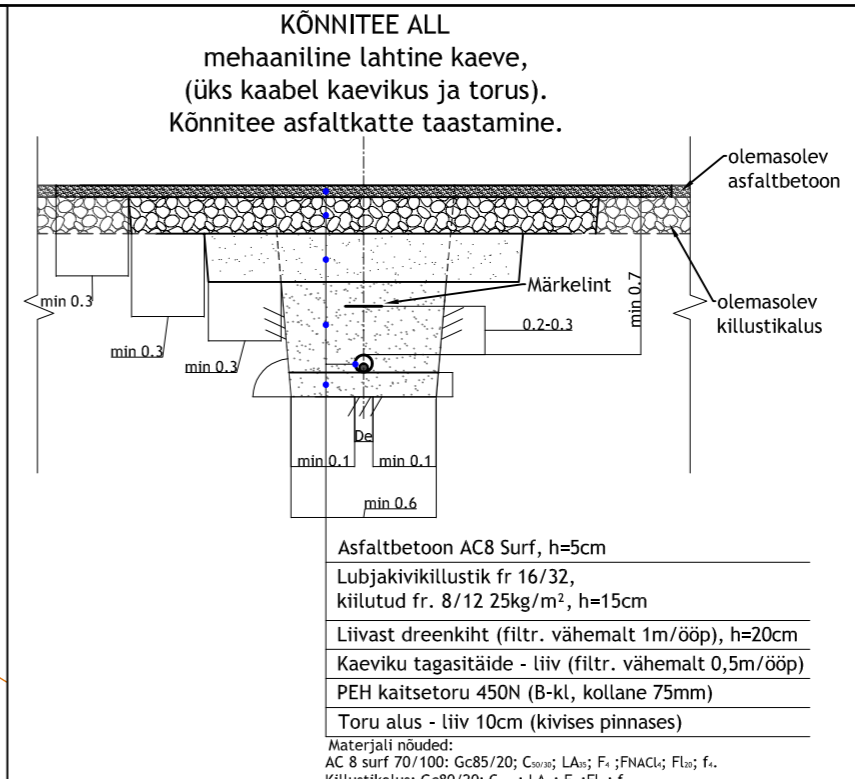 KÕNNITEE ALL
mehaaniline lahtine kaeve,
(üks kaabel kaevikus ja torus).
Kõnnitee asfaltkatte taastamine.
olemasolev
asfaltbetoon
min 0.3
min 0.3
min 0.3
Märkelint
0.2-0.3
min 0.7
olemasolev
killustikalus
De
min 0.1
min 0.1
min 0.6
Asfaltbetoon AC8 Surf, h=5cm
Lubjakivikillustik fr 16/32,
kiilutud fr. 8/12 25kg/m², h=15cm
Liivast dreenkiht (filtr. vähemalt 1m/ööp), h=20cm
Kaeviku tagasitäide - liiv (filtr. vähemalt 0,5m/ööp)
PEH kaitsetoru 450N (B-kl, kollane 75mm)
Toru alus - liiv 10cm (kivises pinnases)
Materjali nõuded:
AC 8 surf 70/100: Gc85/20; C₅₀/₃₀; LA₃₅; F₄ ;FNACl₄; Fl₂₀; f₄.
Killustikalus: Gc80/20;